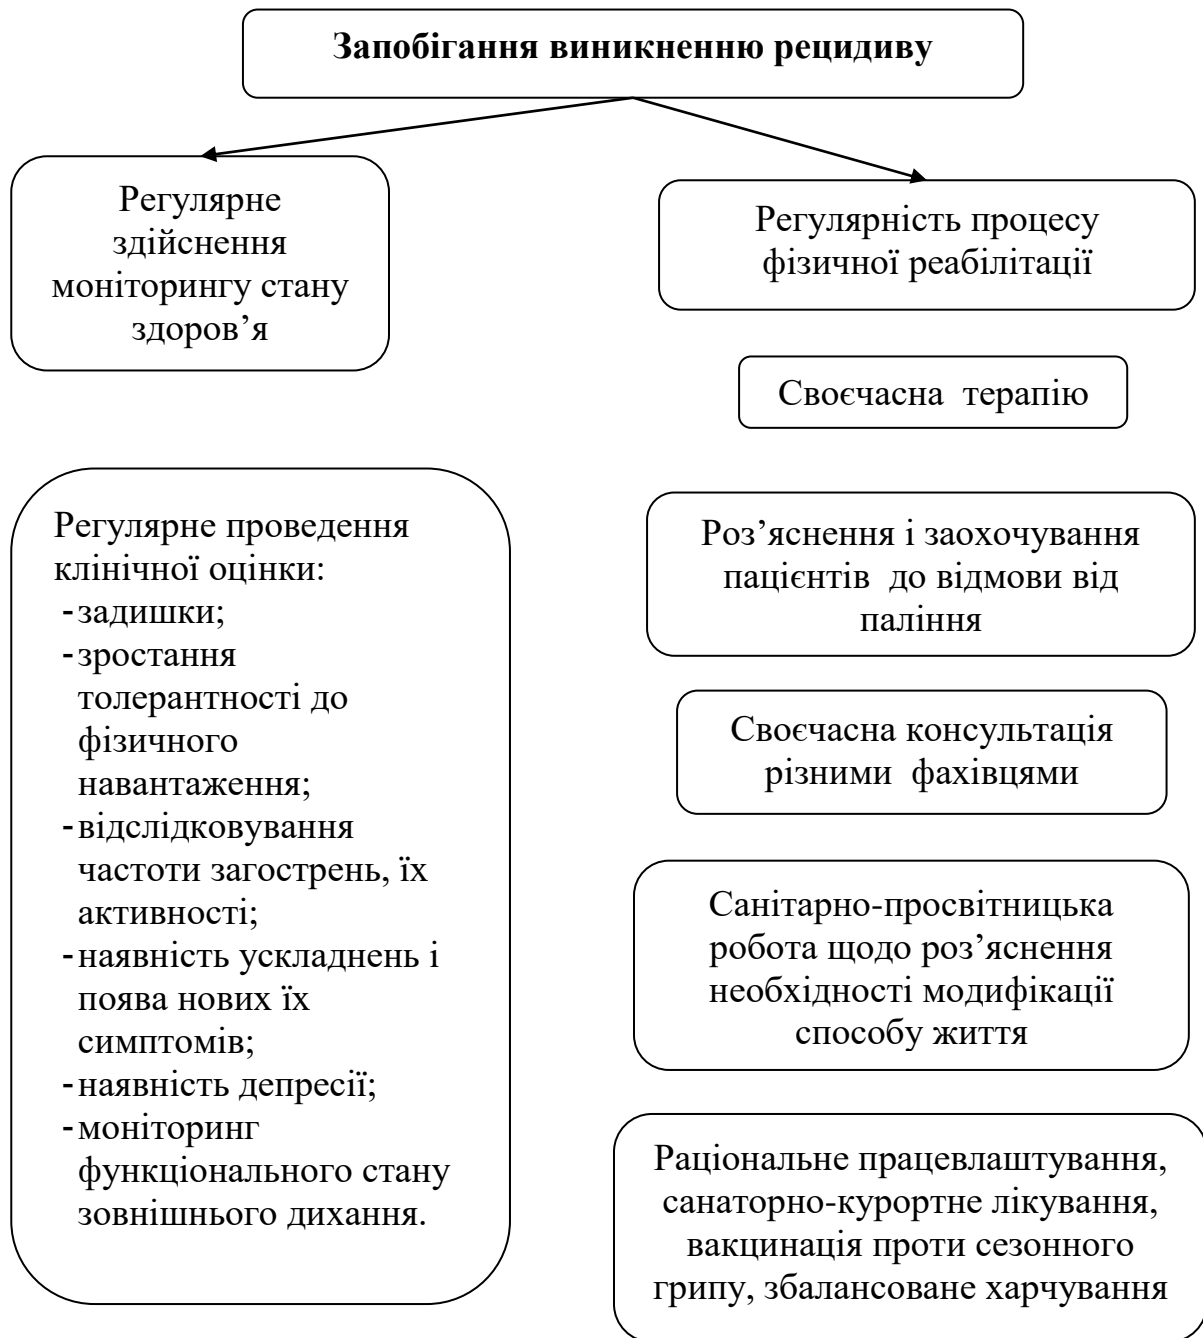 Запобігання виникненню рецидиву
Регулярне
здійснення
моніторингу стану
здоров’я
Регулярність процесу
фізичної реабілітації
Своєчасна терапію
Регулярне проведення
клінічної оцінки:
-задишки;
-зростання
толерантності до
фізичного
навантаження;
-відслідковування
частоти загострень, їх
активності;
-наявність ускладнень і
поява нових їх
симптомів;
-наявність депресії;
-моніторинг
функціонального стану
зовнішнього дихання.
Роз’яснення і заохочування
пацієнтів до відмови від
паління
Своєчасна консультація
різними фахівцями
Санітарно-просвітницька
робота щодо роз’яснення
необхідності модифікації
способу життя
Раціональне працевлаштування,
санаторно-курортне лікування,
вакцинація проти сезонного
грипу, збалансоване харчування